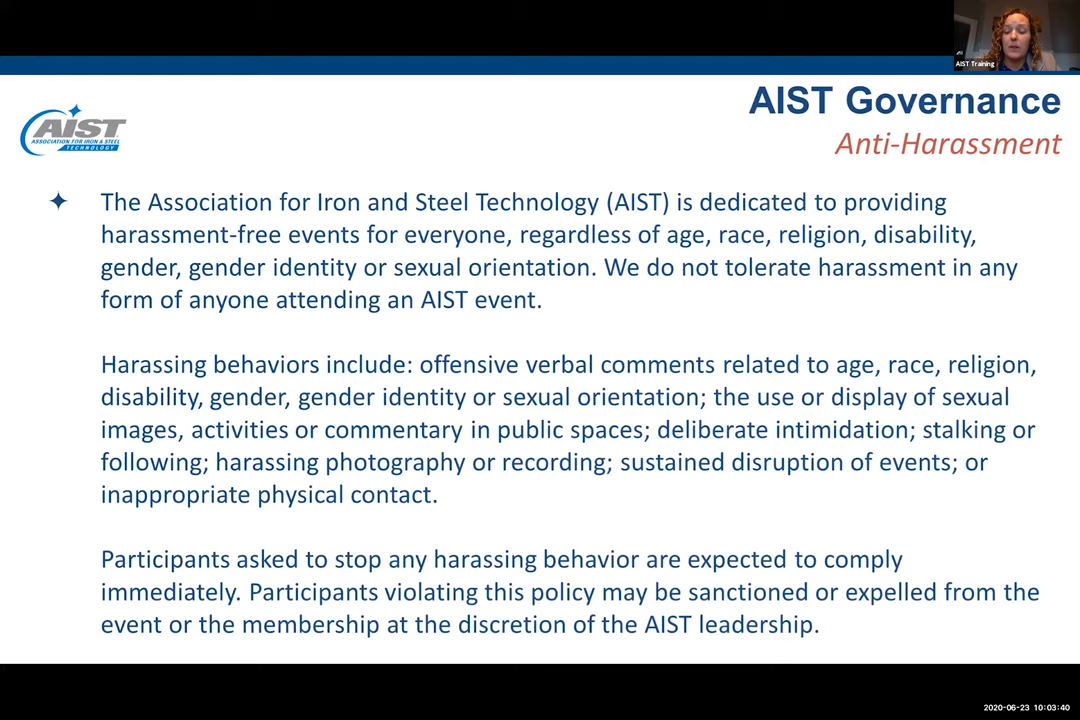 AIST Training
AIST Governance
Anti-Harassment
AIST
ASSOCIATION FOR IRON & STEEL
TECHNOLOGY
The Association for Iron and Steel Technology (AIST) is dedicated to providing
harassment-free events for everyone, regardless of age, race, religion, disability,
gender, gender identity or sexual orientation. We do not tolerate harassment in any
form of anyone attending an AIST event.
Harassing behaviors include: offensive verbal comments related to age, race, religion,
disability, gender, gender identity or sexual orientation; the use or display of sexual
images, activities or commentary in public spaces; deliberate intimidation; stalking or
following; harassing photography or recording; sustained disruption of events; or
inappropriate physical contact.
Participants asked to stop any harassing behavior are expected to comply
immediately. Participants violating this policy may be sanctioned or expelled from the
event or the membership at the discretion of the AIST leadership.
2020-06-23 10:03:40